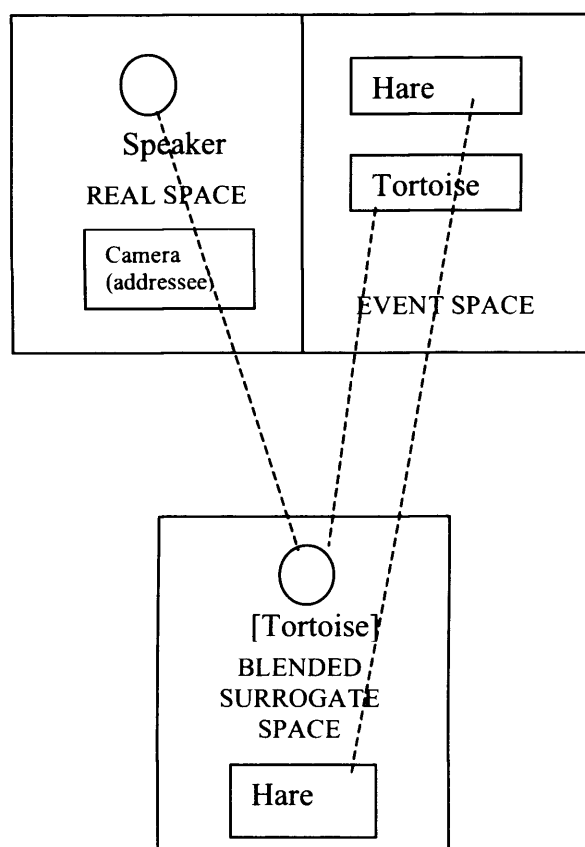 Speaker
REAL SPACE
Camera
(addressee)
Hare
Tortoise
EVENT SPACE
[Tortoise]
BLENDED
SURROGATE
SPACE
Hare